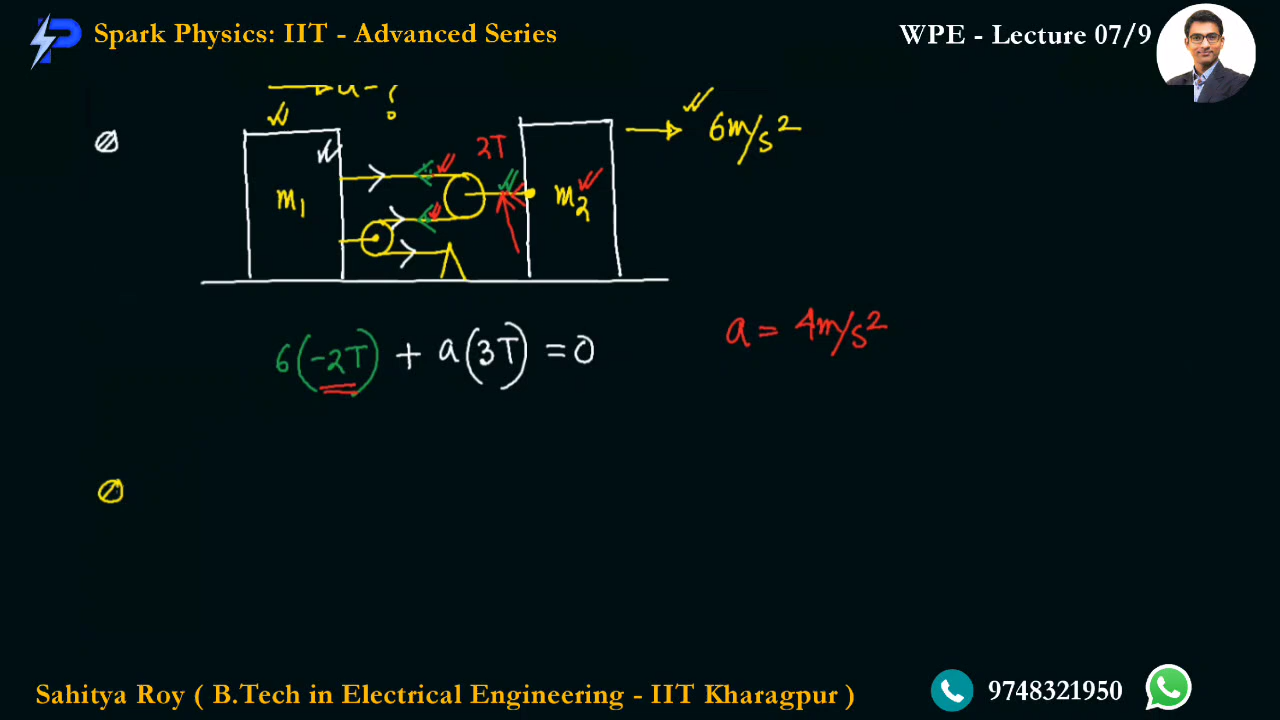 Spark Physics: IIT - Advanced Series
WPE - Lecture 07/9
a = ?
2T
6m/s²
m₁
m₂
6(-2T) + a(3T) = 0
a = 4m/s²
Sahitya Roy ( B.Tech in Electrical Engineering - IIT Kharagpur )
9748321950